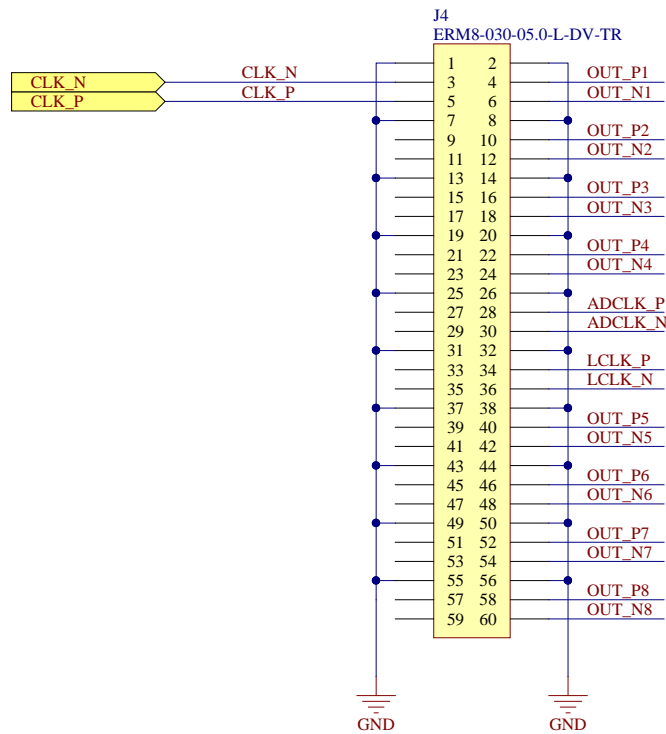 J4
ERM8-030-05.0-L-DV-TR
1 2
CLK_N CLK_N 3 4 OUT_P1
CLK_P CLK_P 5 6 OUT_N1
7 8
9 10 OUT_P2
11 12 OUT_N2
13 14
15 16 OUT_P3
17 18 OUT_N3
19 20
21 22 OUT_P4
23 24 OUT_N4
25 26
27 28 ADCLK_P
29 30 ADCLK_N
31 32
33 34 LCLK_P
35 36 LCLK_N
37 38
39 40 OUT_P5
41 42 OUT_N5
43 44
45 46 OUT_P6
47 48 OUT_N6
49 50
51 52 OUT_P7
53 54 OUT_N7
55 56
57 58 OUT_P8
59 60 OUT_N8
GND GND